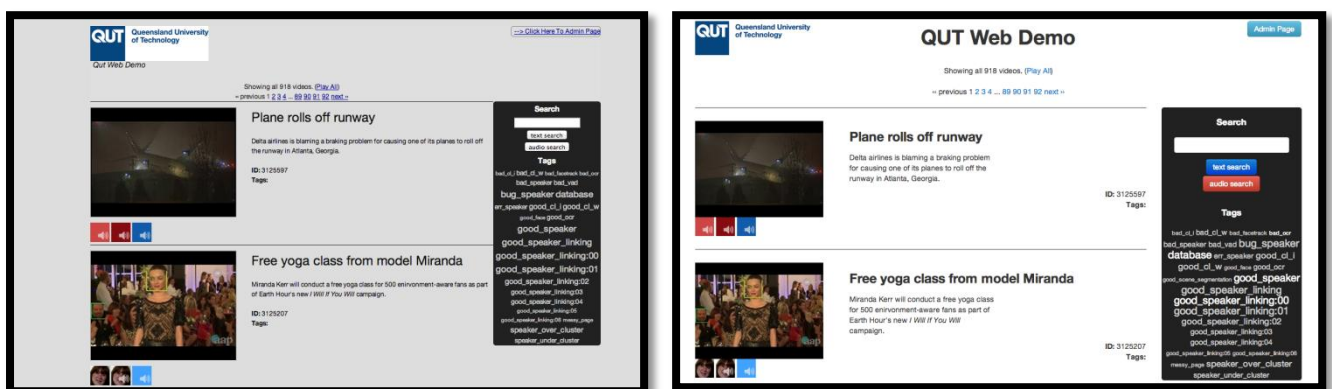 QUT
Queensland University
of Technology
Qut Web Demo
--> Click Here To Admin Page
Showing all 918 videos. (Play All)
« previous 1 2 3 4 ... 89 90 91 92 next »
Plane rolls off runway
Delta airlines is blaming a braking problem for causing one of its planes to roll off
the runway in Atlanta, Georgia.
ID: 3125597
Tags:
Free yoga class from model Miranda
Miranda Kerr will conduct a free yoga class for 500 enirvonment-aware fans as part
of Earth Hour's new I Will If You Will campaign.
ID: 3125207
Tags:
aap
Search
text search
audio search
Tags
bad_cl_i bad_cl_w bad_facetrack bad_ocr
bad_speaker bad_vad
bug_speaker database
err_speaker good_cl_i good_cl_w
good_face good_ocr
good_speaker
good_speaker_linking
good_speaker_linking:00
good_speaker_linking:01
good_speaker_linking:02
good_speaker_linking:03
good_speaker_linking:04
good_speaker_linking:05
good_speaker_linking:06 messy_page
speaker_over_cluster
speaker_under_cluster
QUT
Queensland University
of Technology
QUT Web Demo
Admin Page
Showing all 918 videos. (Play All)
« previous 1 2 3 4 ... 89 90 91 92 next »
Plane rolls off runway
Delta airlines is blaming a braking problem
for causing one of its planes to roll off the
runway in Atlanta, Georgia.
ID: 3125597
Tags:
Free yoga class from model Miranda
Miranda Kerr will conduct a free yoga class
for 500 enirvonment-aware fans as part of
Earth Hour's new I Will If You Will
campaign.
ID: 3125207
Tags:
aap
Search
text search
audio search
Tags
bad_cl_i bad_cl_w bad_facetrack bad_ocr
bad_speaker bad_vad bug_speaker
database err_speaker good_cl_i
good_cl_w good_face good_ocr
good_scene_segmentation good_speaker
good_speaker_linking
good_speaker_linking:00
good_speaker_linking:01
good_speaker_linking:02
good_speaker_linking:03
good_speaker_linking:04
good_speaker_linking:05 good_speaker_linking:06
messy_page speaker_over_cluster
speaker_under_cluster